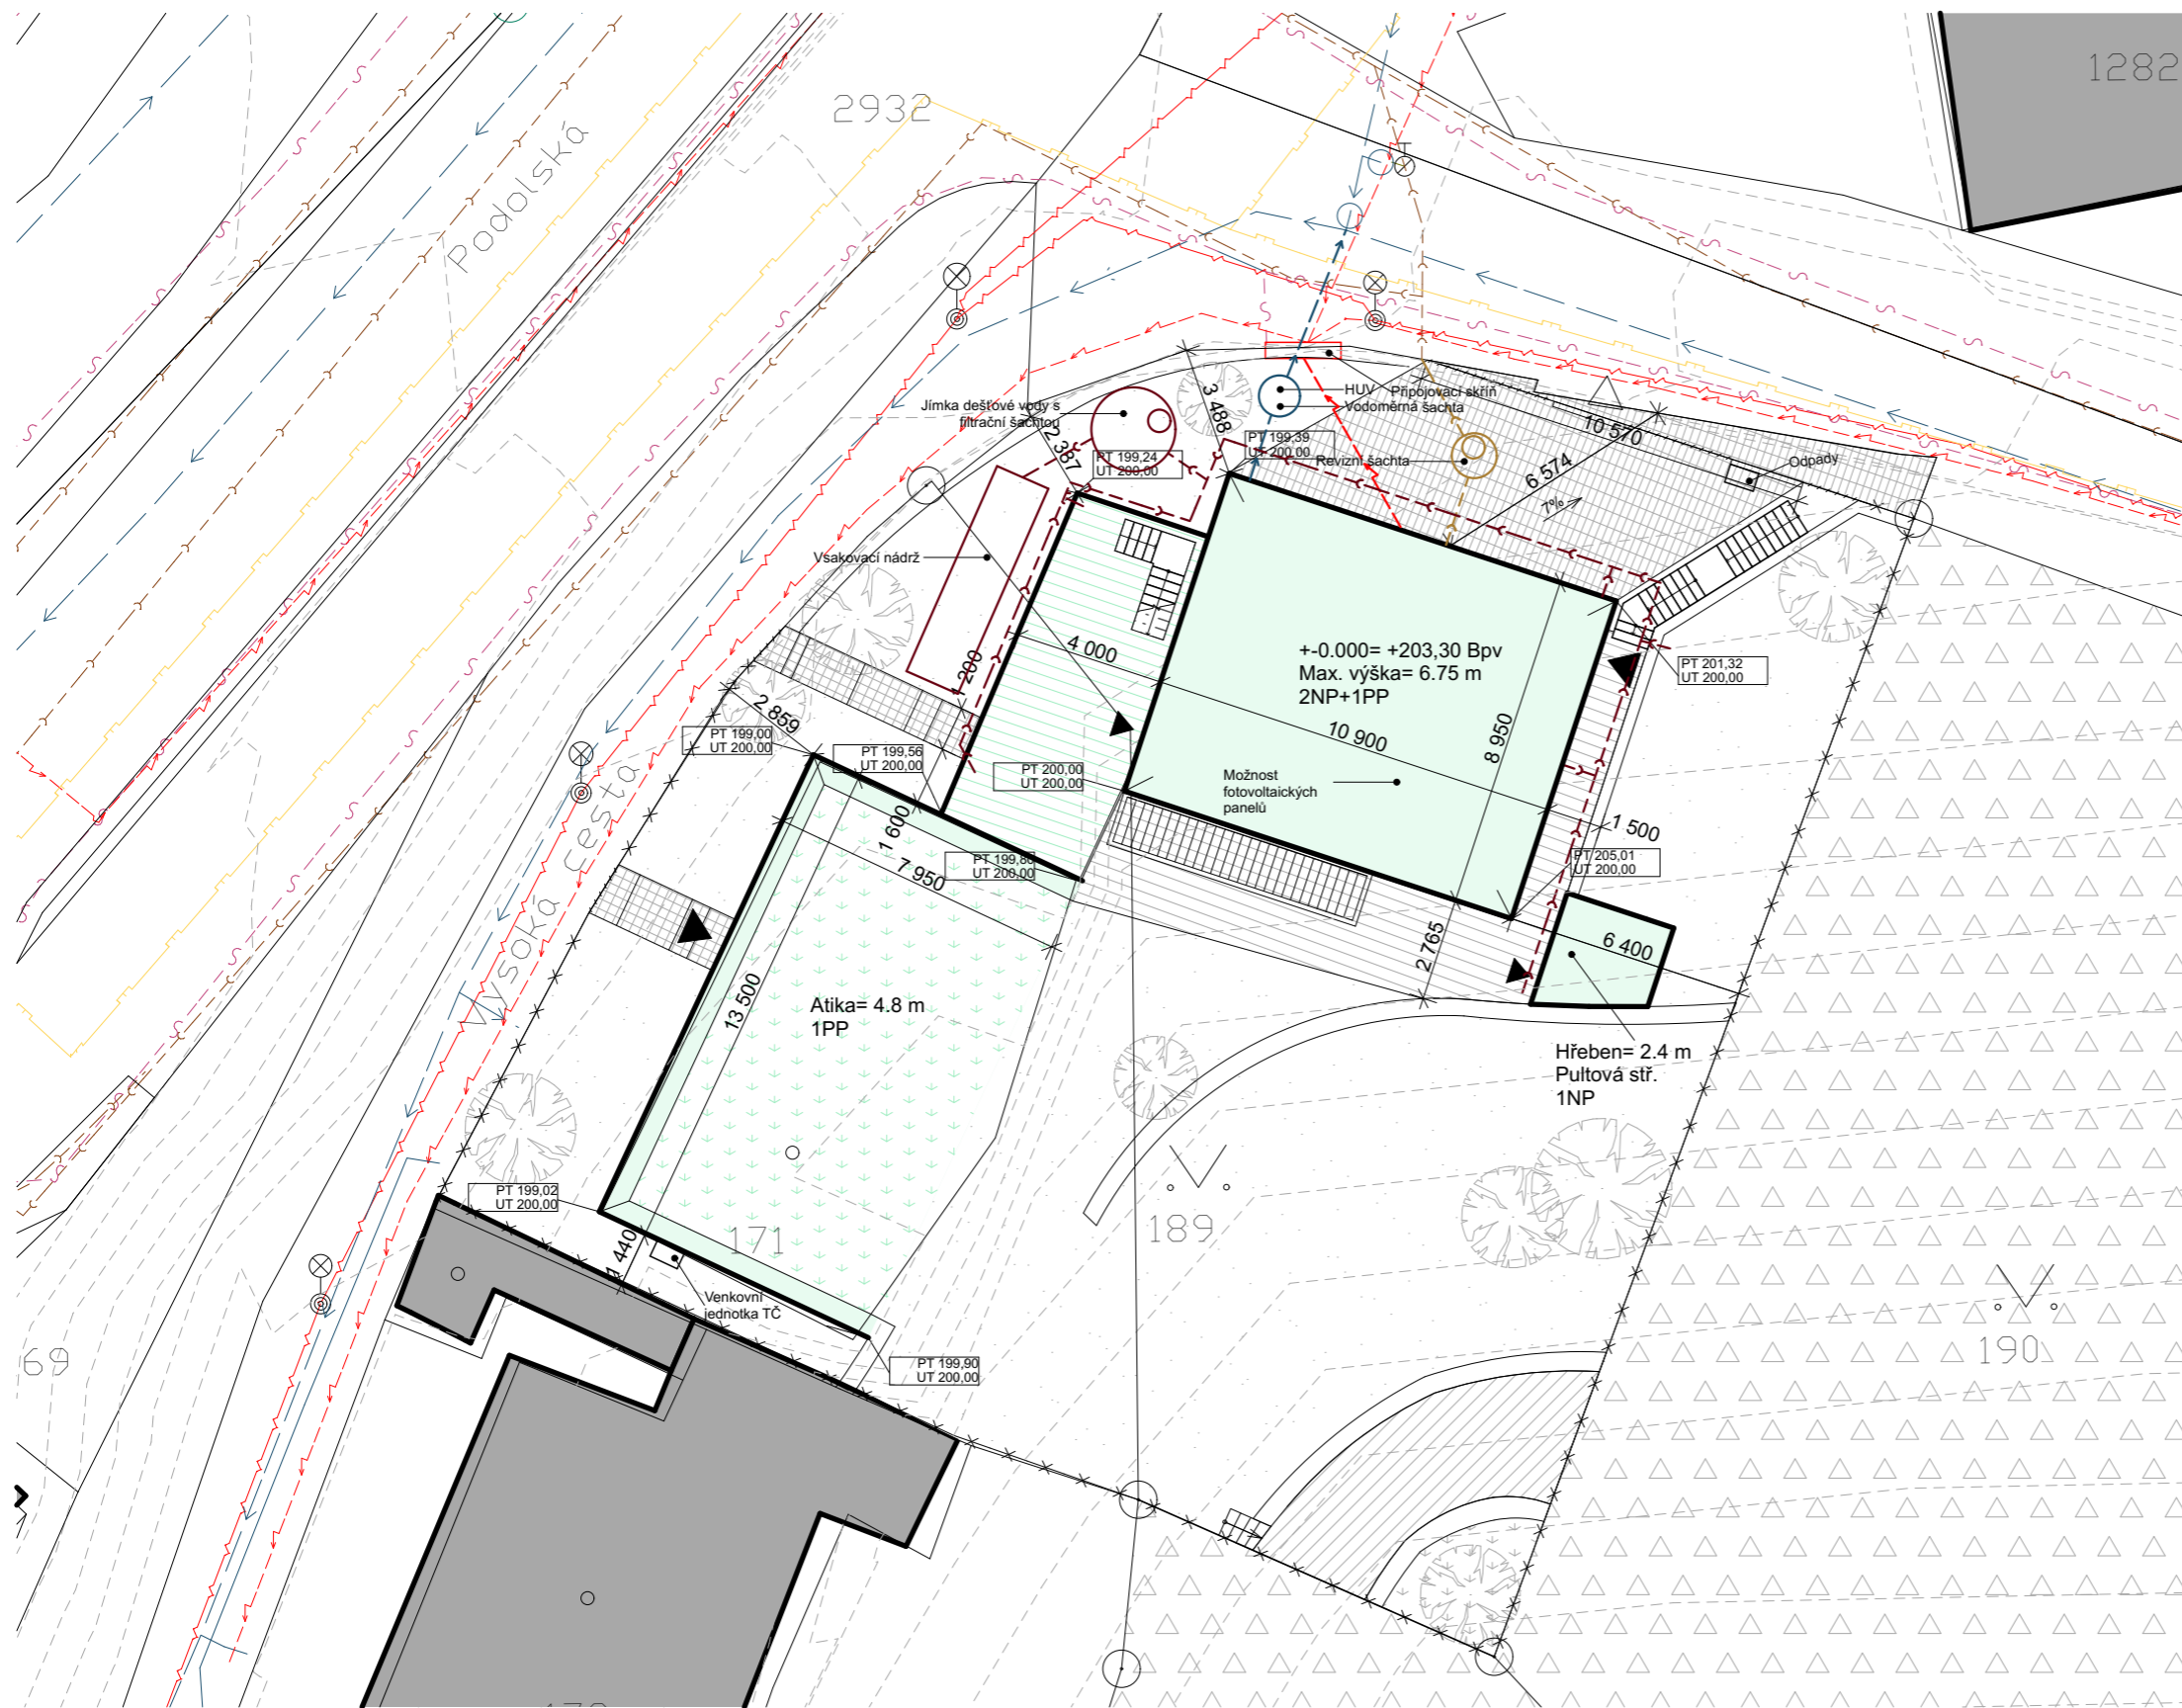 1282
2932
Podolská
HUV
Připojovací skříň
Vodoměrná šachta
Jímka dešťové vody s
filtrační šachtou
3 488
2 387
10 570
PT 199,39
UT 200,00
PT 199,24
UT 200,00
Revizní šachta
6 574
Odpady
7%
Vsakovací nádrž
4 000
+-0.000= +203,30 Bpv
Max. výška= 6.75 m
2NP+1PP
PT 201,32
UT 200,00
1 200
2 859
10 900
8 950
PT 199,00
UT 200,00
PT 199,56
UT 200,00
PT 200,00
UT 200,00
Možnost
fotovoltaických
panelů
1 600
1 500
7 950
PT 199,80
UT 200,00
PT 205,01
UT 200,00
Vysoká cesta
2 765
6 400
13 500
Atika= 4.8 m
1PP
Hřeben= 2.4 m
Pultová stř.
1NP
PT 199,02
UT 200,00
171
189
1 440
Venkovní
jednotka TČ
69
190
PT 199,90
UT 200,00